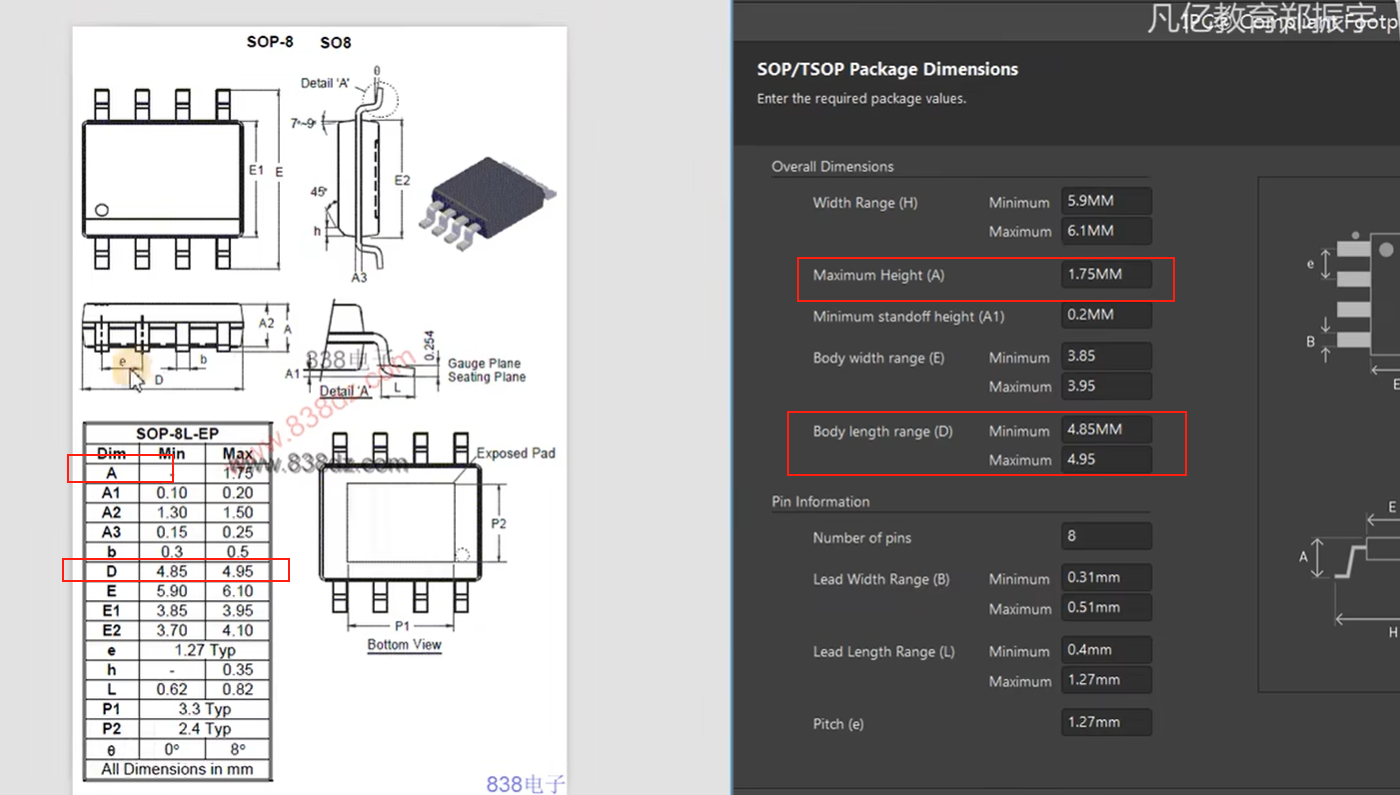 SOP-8 SO8
Detail 'A'
θ
7°~9°
E1
E
E2
45°
h
A3
A2
A
e
b
D
838电子
0.254
Gauge Plane
Seating Plane
A1
L
Detail 'A'
www.838dz.com
www.838dz.com
SOP-8L-EP
Dim Min Max
A - 1.75
A1 0.10 0.20
A2 1.30 1.50
A3 0.15 0.25
b 0.3 0.5
D 4.85 4.95
E 5.90 6.10
E1 3.85 3.95
E2 3.70 4.10
e 1.27 Typ
h - 0.35
L 0.62 0.82
P1 3.3 Typ
P2 2.4 Typ
θ 0° 8°
All Dimensions in mm
Exposed Pad
P2
P1
Bottom View
838电子
凡亿教育郑振宇
IPC® Compliant Footp
SOP/TSOP Package Dimensions
Enter the required package values.
Overall Dimensions
Width Range (H) Minimum 5.9MM
Maximum 6.1MM
Maximum Height (A) 1.75MM
Minimum standoff height (A1) 0.2MM
Body width range (E) Minimum 3.85
Maximum 3.95
Body length range (D) Minimum 4.85MM
Maximum 4.95
Pin Information
Number of pins 8
Lead Width Range (B) Minimum 0.31mm
Maximum 0.51mm
Lead Length Range (L) Minimum 0.4mm
Maximum 1.27mm
Pitch (e) 1.27mm
e
B
E
E
A
H